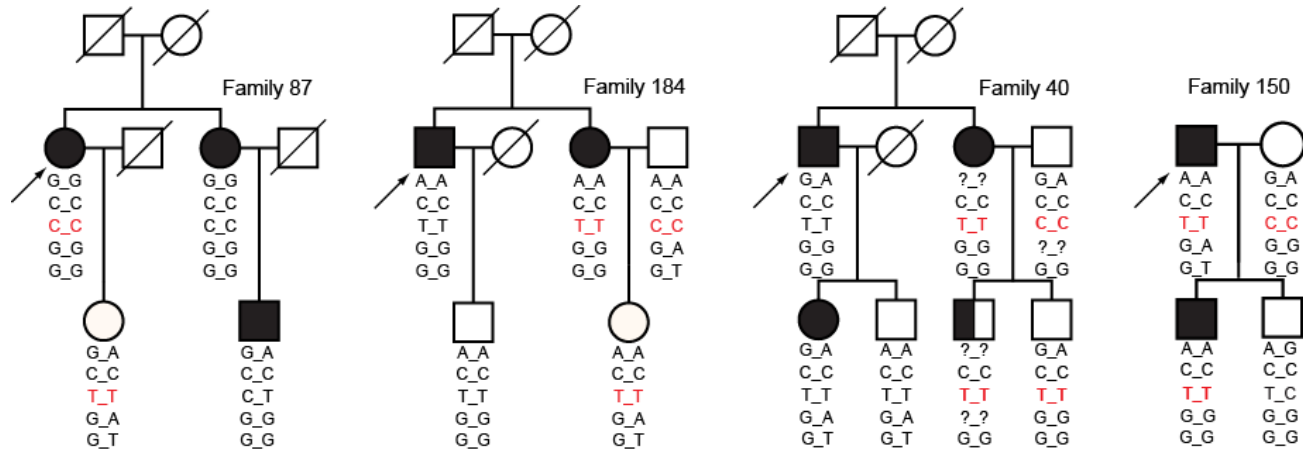 Family 87
G_G
C_C
C_C
G_G
G_G
G_G
C_C
C_C
G_G
G_G
G_A
C_C
T_T
G_A
G_T
G_A
C_C
C_T
G_G
G_G
Family 184
A_A
C_C
T_T
G_G
G_G
A_A
C_C
T_T
G_G
G_G
A_A
C_C
C_C
G_A
G_T
A_A
C_C
T_T
G_G
G_G
A_A
C_C
T_T
G_A
G_T
Family 40
G_A
C_C
T_T
G_G
G_G
?_?
C_C
T_T
G_G
G_G
G_A
C_C
C_C
?_?
G_G
G_A
C_C
T_T
G_A
G_T
A_A
C_C
T_T
G_A
G_T
?_?
C_C
T_T
?_?
G_G
G_A
C_C
T_T
G_G
G_G
Family 150
A_A
C_C
T_T
G_A
G_T
G_A
C_C
C_C
G_G
G_G
A_A
C_C
T_T
G_G
G_G
A_G
C_C
T_C
G_G
G_G